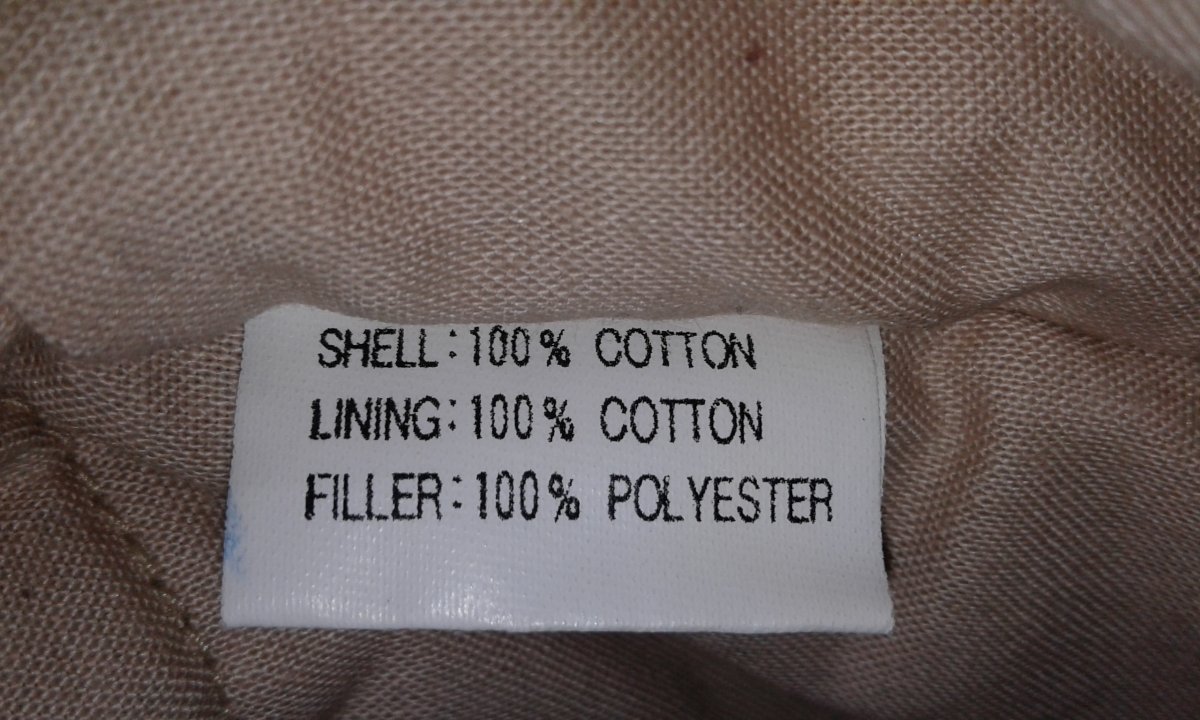 SHELL:100% COTTON
LINING:100% COTTON
FILLER:100% POLYESTER